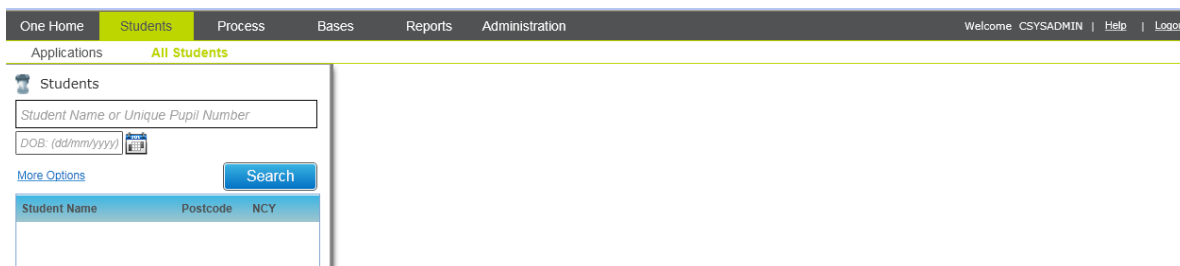 One Home Students Process Bases Reports Administration Welcome CSYSADMIN | Help | Logo
Applications All Students
Students
Student Name or Unique Pupil Number
DOB: (dd/mm/yyyy)
More Options Search
Student Name Postcode NCY